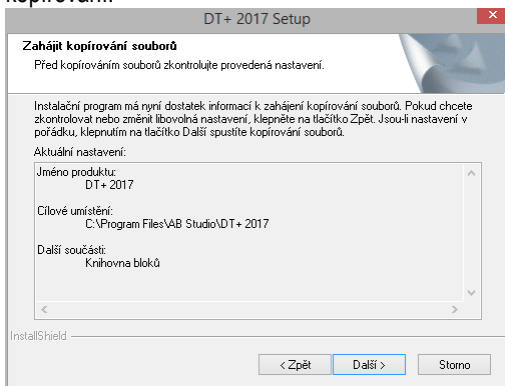 DT+ 2017 Setup
Zahájit kopírování souborů
Před kopírováním souborů zkontrolujte provedená nastavení.
Instalační program má nyní dostatek informací k zahájení kopírování souborů. Pokud chcete
zkontrolovat nebo změnit libovolná nastavení, klepněte na tlačítko Zpět. Jsou-li nastavení v
pořádku, klepnutím na tlačítko Další spustíte kopírování souborů.
Aktuální nastavení:
Jméno produktu:
DT+ 2017
Cílové umístění:
C:\Program Files\AB Studio\DT+ 2017
Další součásti:
Knihovna bloků
InstallShield
< Zpět Další > Storno